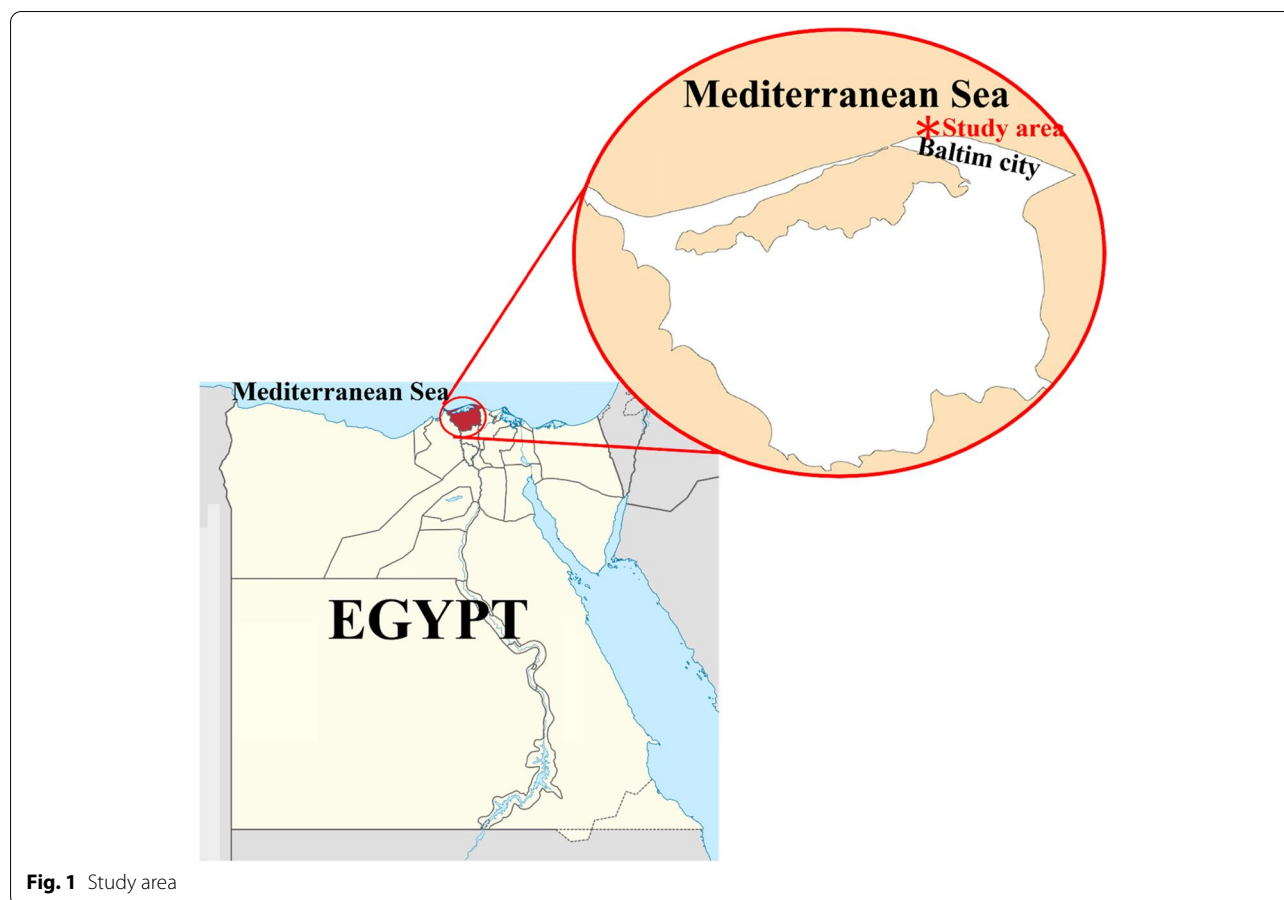 Mediterranean Sea
*Study area
Baltim city
Mediterranean Sea
EGYPT
Fig. 1 Study area